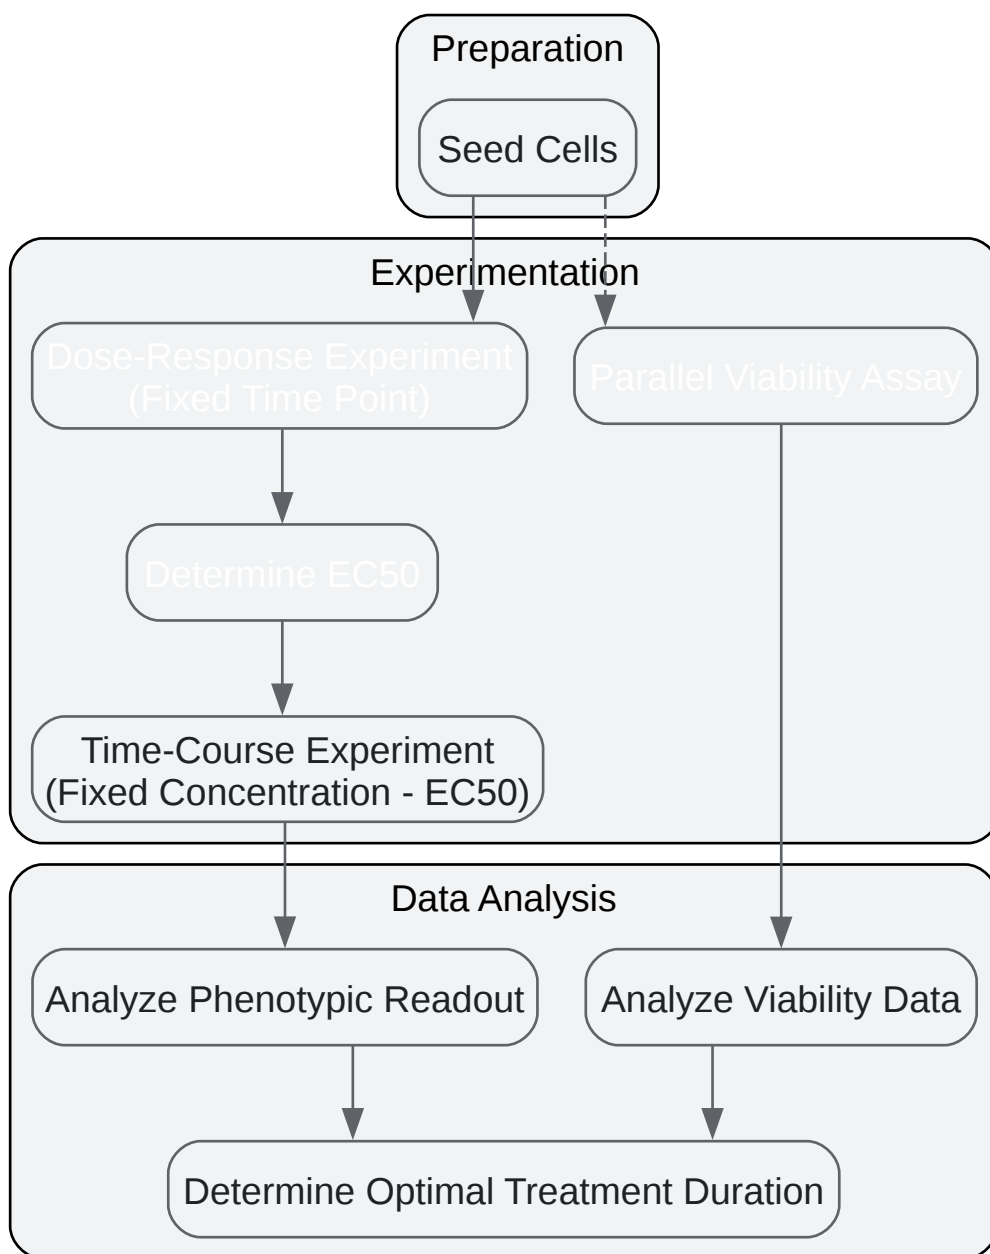 Preparation
Seed Cells
Experimentation
Dose-Response Experiment
(Fixed Time Point)
Parallel Viability Assay
Determine EC50
Time-Course Experiment
(Fixed Concentration - EC50)
Data Analysis
Analyze Phenotypic Readout
Analyze Viability Data
Determine Optimal Treatment Duration